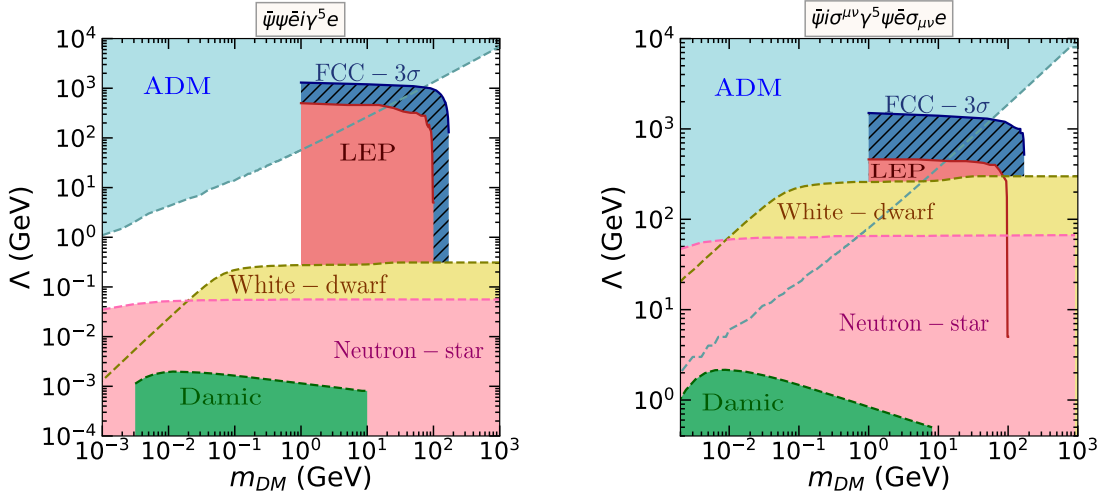 ψ̄ψēiγ⁵e
10⁴
10³
10²
10¹
10⁰
10⁻¹
10⁻²
10⁻³
10⁻⁴
Λ (GeV)
ADM
FCC − 3σ
LEP
White − dwarf
Neutron − star
Damic
10⁻³ 10⁻² 10⁻¹ 10⁰ 10¹ 10² 10³
m_DM (GeV)
ψ̄iσ^μνγ⁵ψēσ_μνe
10⁴
10³
10²
10¹
10⁰
Λ (GeV)
ADM
FCC − 3σ
LEP
White − dwarf
Neutron − star
Damic
10⁻² 10⁻¹ 10⁰ 10¹ 10² 10³
m_DM (GeV)